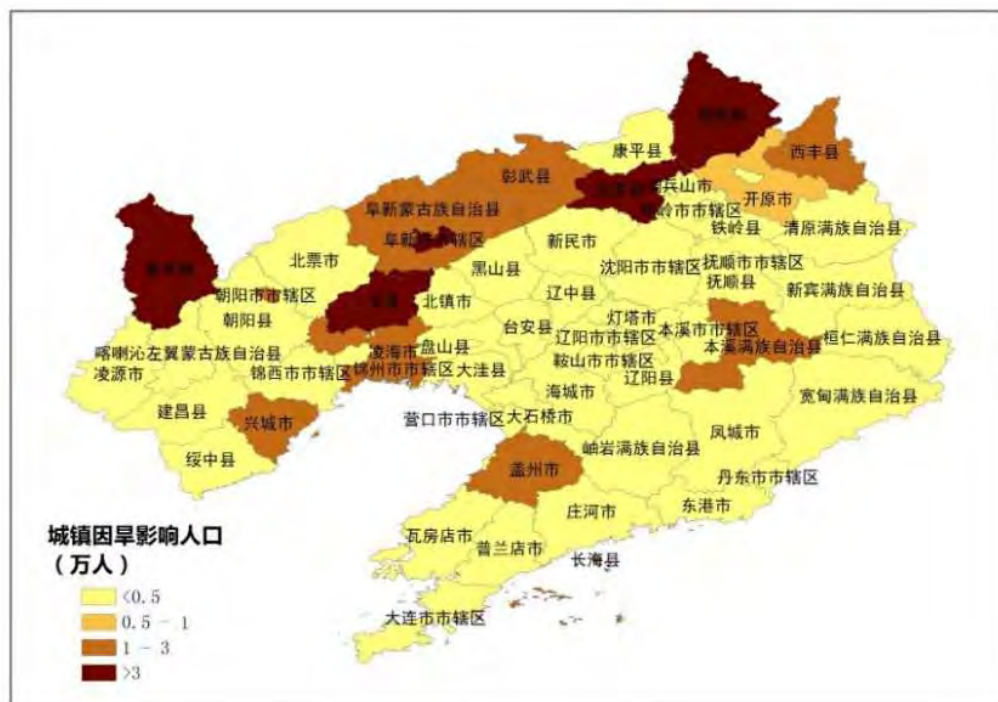 康平县
西丰县
彰武县
兵山市
开原市
阜新蒙古族自治县
岭市市辖区
铁岭县
清原满族自治县
阜新
市辖区
新民市
北票市
黑山县
沈阳市市辖区
抚顺市市辖区
抚顺县
新宾满族自治县
朝阳市市辖区
北镇市
辽中县
朝阳县
台安县
灯塔市
辽阳市市辖区
本溪市市辖区
桓仁满族自治县
喀喇沁左翼蒙古族自治县
凌海市
盘山县
本溪满族自治县
凌源市
锦西市市辖区
锦州市市辖区
大洼县
鞍山市市辖区
辽阳县
海城市
宽甸满族自治县
建昌县
兴城市
营口市市辖区
大石桥市
岫岩满族自治县
凤城市
绥中县
盖州市
丹东市市辖区
庄河市
东港市
瓦房店市
普兰店市
长海县
大连市市辖区
城镇因旱影响人口
（万人）
<0.5
0.5 - 1
1 - 3
>3